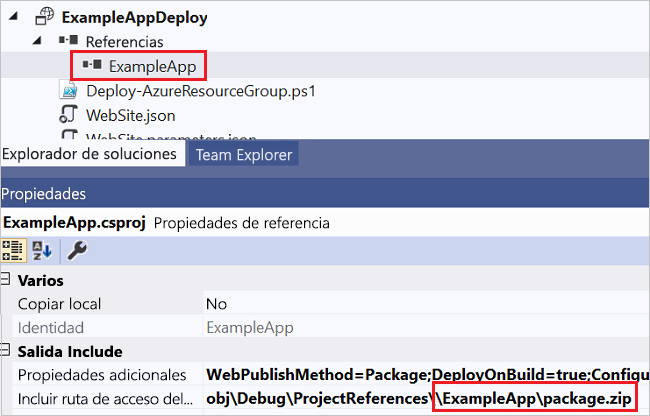 ExampleAppDeploy
Referencias
ExampleApp
Deploy-AzureResourceGroup.ps1
WebSite.json
WebSite.parameters.json
Explorador de soluciones Team Explorer
Propiedades
ExampleApp.csproj Propiedades de referencia
Varios
Copiar local No
Identidad ExampleApp
Salida Include
Propiedades adicionales WebPublishMethod=Package;DeployOnBuild=true;Configu
Incluir ruta de acceso del... obj\Debug\ProjectReferences\\ExampleApp\package.zip